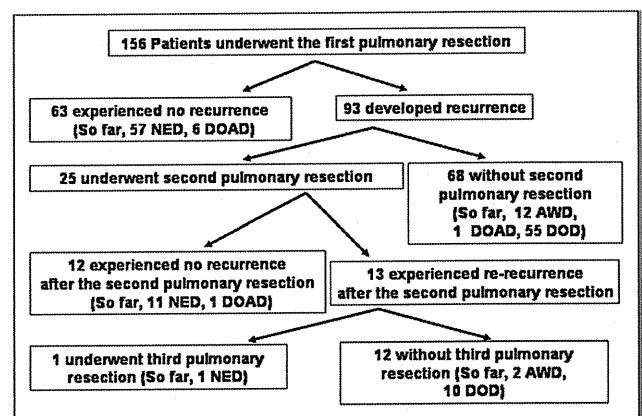 156 Patients underwent the first pulmonary resection
63 experienced no recurrence
(So far, 57 NED, 6 DOAD)
93 developed recurrence
25 underwent second pulmonary resection
68 without second
pulmonary resection
(So far, 12 AWD,
1 DOAD, 55 DOD)
12 experienced no recurrence
after the second pulmonary resection
(So far, 11 NED, 1 DOAD)
13 experienced re-recurrence
after the second pulmonary resection
1 underwent third pulmonary
resection (So far, 1 NED)
12 without third pulmonary
resection (So far, 2 AWD,
10 DOD)